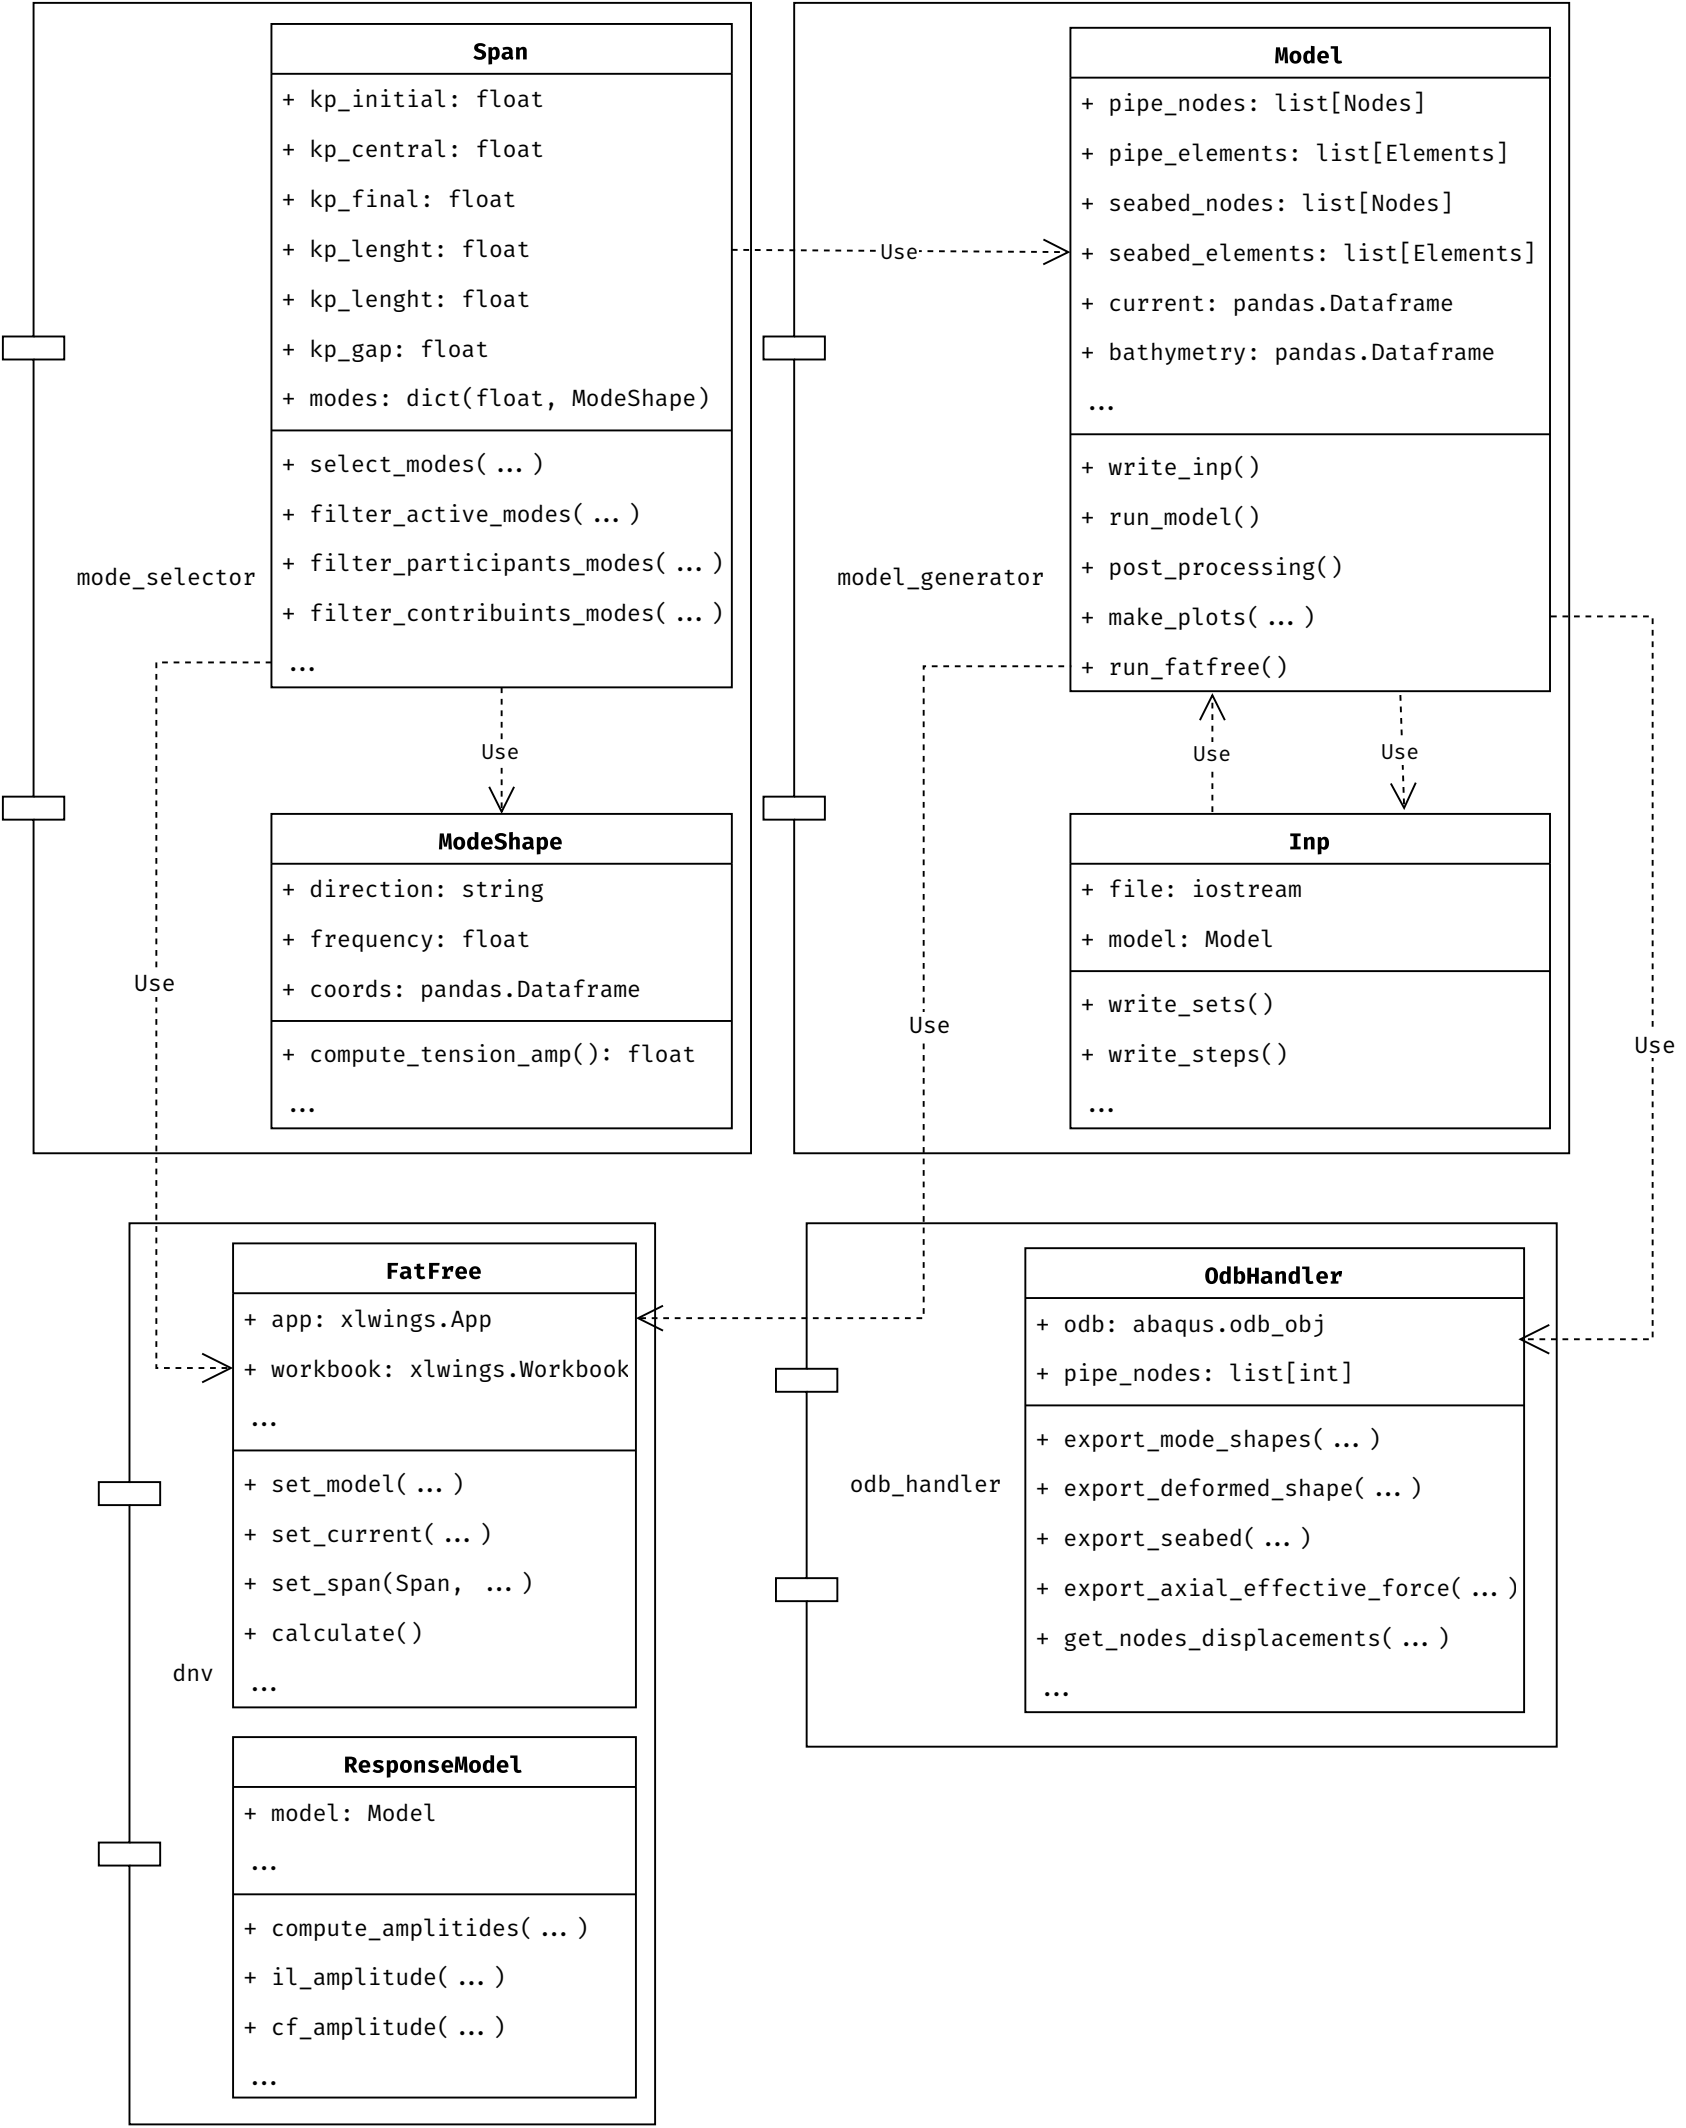 Span
+ kp_initial: float
+ kp_central: float
+ kp_final: float
+ kp_lenght: float
+ kp_lenght: float
+ kp_gap: float
+ modes: dict(float, ModeShape)
+ select_modes(...)
+ filter_active_modes(...)
+ filter_participants_modes(...)
+ filter_contribuints_modes(...)
...
mode_selector
Use
Use
Use
ModeShape
+ direction: string
+ frequency: float
+ coords: pandas.Dataframe
+ compute_tension_amp(): float
...
Model
+ pipe_nodes: list[Nodes]
+ pipe_elements: list[Elements]
+ seabed_nodes: list[Nodes]
+ seabed_elements: list[Elements]
+ current: pandas.Dataframe
+ bathymetry: pandas.Dataframe
...
+ write_inp()
+ run_model()
+ post_processing()
+ make_plots(...)
+ run_fatfree()
model_generator
Use
Use
Use
Use
Inp
+ file: iostream
+ model: Model
+ write_sets()
+ write_steps()
...
FatFree
+ app: xlwings.App
+ workbook: xlwings.Workbook
...
+ set_model(...)
+ set_current(...)
+ set_span(Span, ...)
+ calculate()
...
dnv
ResponseModel
+ model: Model
...
+ compute_amplitides(...)
+ il_amplitude(...)
+ cf_amplitude(...)
...
OdbHandler
+ odb: abaqus.odb_obj
+ pipe_nodes: list[int]
+ export_mode_shapes(...)
+ export_deformed_shape(...)
+ export_seabed(...)
+ export_axial_effective_force(...)
+ get_nodes_displacements(...)
...
odb_handler